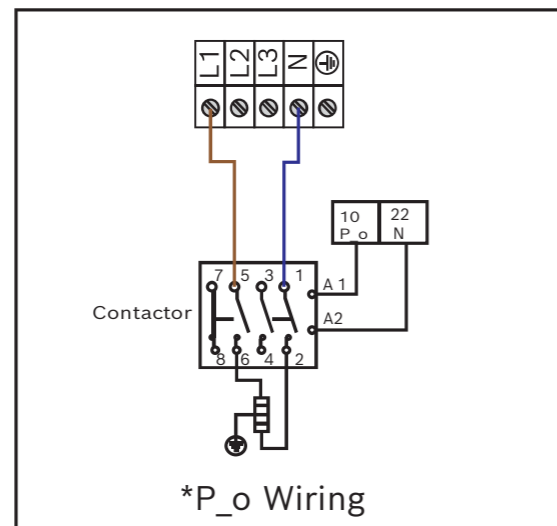 L1 L2 L3 N
10 22
P_o N
7 5 3 1
A1
Contactor
A2
8 6 4 2
*P_o Wiring